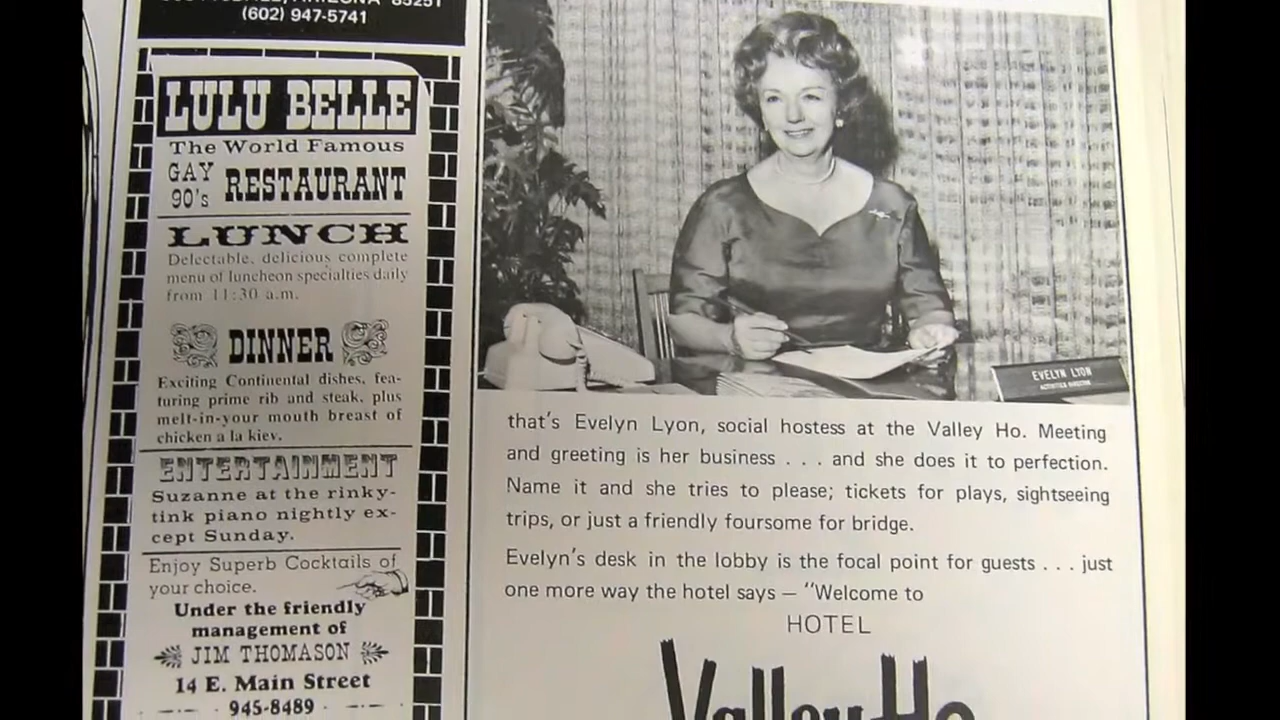 (602) 947-5741
LULU BELLE
The World Famous
GAY 90's RESTAURANT
LUNCH
Delectable, delicious complete
menu of luncheon specialties daily
from 11:30 a.m.
DINNER
Exciting Continental dishes, fea-
turing prime rib and steak, plus
melt-in-your mouth breast of
chicken a la kiev.
ENTERTAINMENT
Suzanne at the rinky-
tink piano nightly ex-
cept Sunday.
Enjoy Superb Cocktails of
your choice.
Under the friendly
management of
JIM THOMASON
14 E. Main Street
945-8489
EVELYN LYON
ACTIVITIES DIRECTOR
that's Evelyn Lyon, social hostess at the Valley Ho. Meeting
and greeting is her business . . . and she does it to perfection.
Name it and she tries to please; tickets for plays, sightseeing
trips, or just a friendly foursome for bridge.
Evelyn's desk in the lobby is the focal point for guests . . . just
one more way the hotel says — "Welcome to
HOTEL
Valley Ho